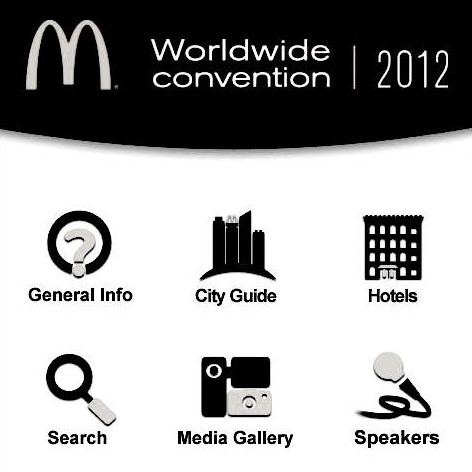 Worldwide
convention | 2012
General Info
City Guide
Hotels
Search
Media Gallery
Speakers